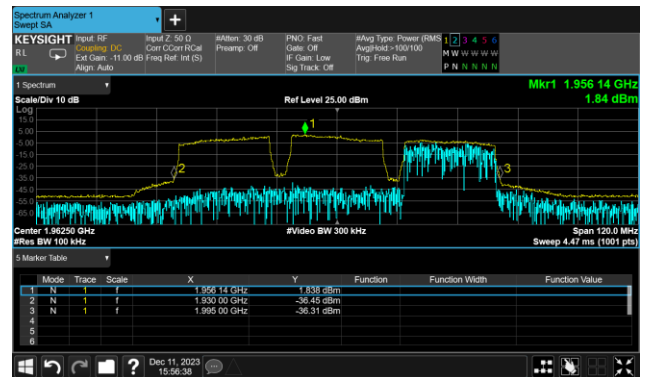 Spectrum Analyzer 1
Swept SA
+
KEYSIGHT Input: RF Input Z: 50 Ω #Atten: 30 dB PNO: Fast #Avg Type: Power (RMS 1 2 3 4 5 6
RL Coupling: DC Corr CCorr RCal Preamp: Off Gate: Off Avg|Hold:>100/100 M W W W W W
Ext Gain: -11.00 dB Freq Ref: Int (S) IF Gain: Low Trig: Free Run
Align: Auto Sig Track: Off P N N N N N
1 Spectrum Mkr1 1.956 14 GHz
Scale/Div 10 dB Ref Level 25.00 dBm 1.84 dBm
Log
15.0
5.00
-5.00
-15.0
-25.0
-35.0
-45.0
-55.0
-65.0
1
2
3
Center 1.96250 GHz #Video BW 300 kHz Span 120.0 MHz
#Res BW 100 kHz Sweep 4.47 ms (1001 pts)
5 Marker Table
Mode Trace Scale X Y Function Function Width Function Value
1 N 1 f 1.956 14 GHz 1.838 dBm
2 N 1 f 1.930 00 GHz -36.45 dBm
3 N 1 f 1.995 00 GHz -36.31 dBm
4
5
6
? Dec 11, 2023
15:56:38